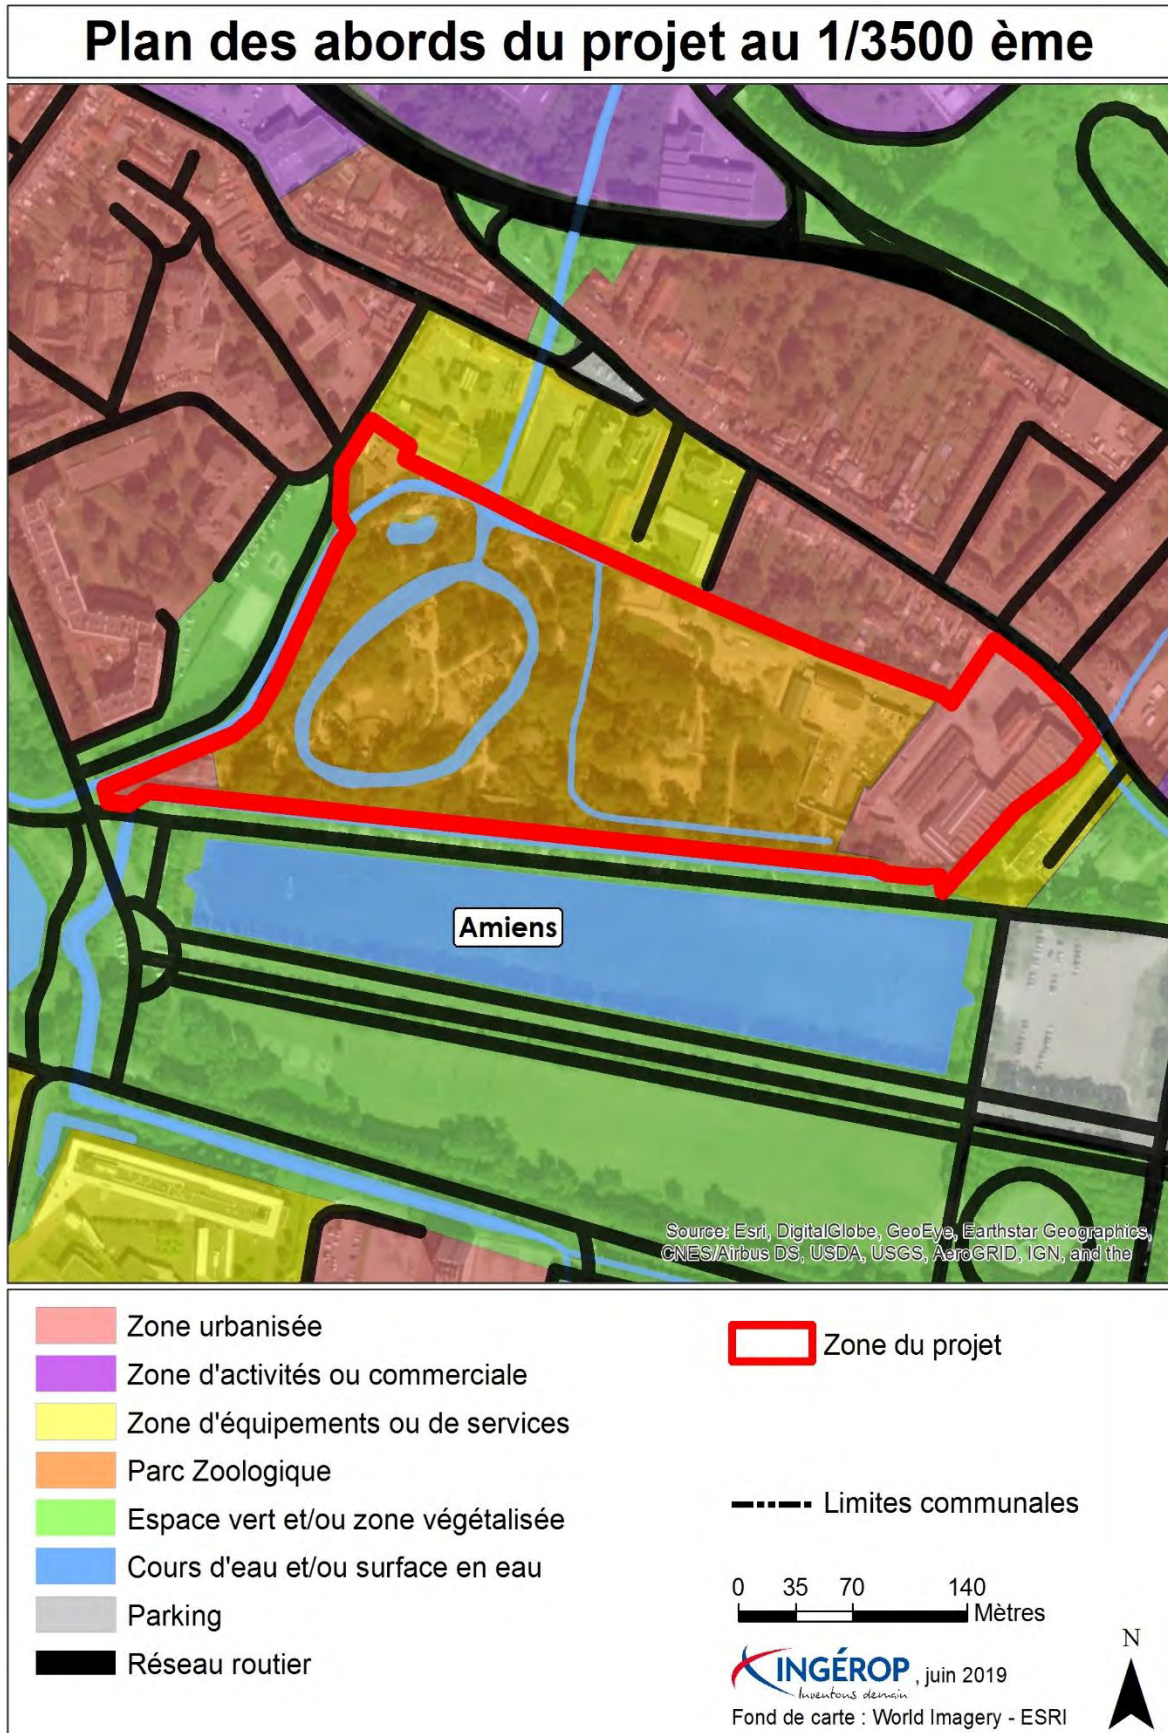 Plan des abords du projet au 1/3500 ème
Amiens
Source: Esri, DigitalGlobe, GeoEye, Earthstar Geographics,
CNES/Airbus DS, USDA, USGS, AeroGRID, IGN, and the
Zone urbanisée
Zone d'activités ou commerciale
Zone d'équipements ou de services
Parc Zoologique
Espace vert et/ou zone végétalisée
Cours d'eau et/ou surface en eau
Parking
Réseau routier
Zone du projet
Limites communales
0 35 70 140
Mètres
INGÉROP , juin 2019
Inventons demain
Fond de carte : World Imagery - ESRI
N